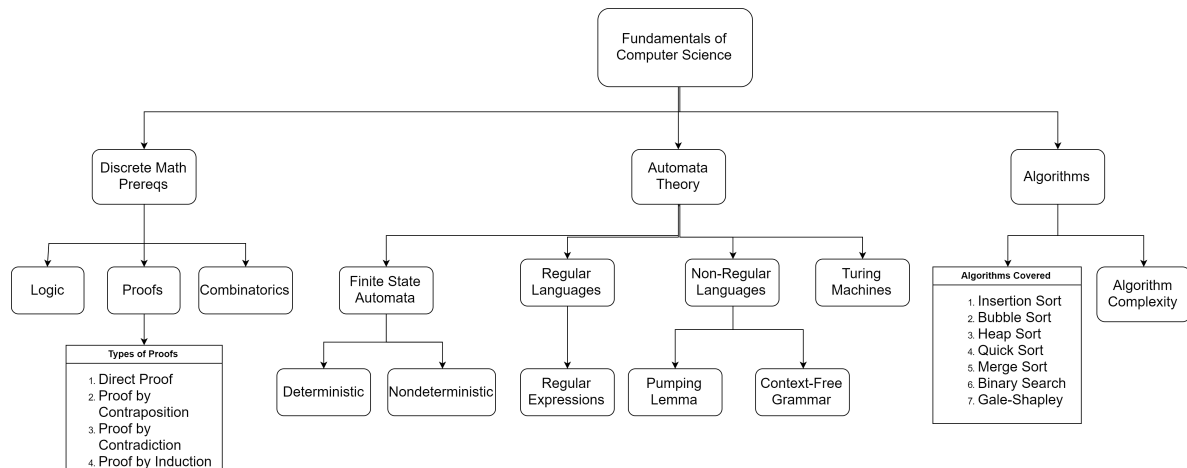 Fundamentals of
Computer Science
Discrete Math
Prereqs
Automata
Theory
Algorithms
Logic
Proofs
Combinatorics
Finite State
Automata
Regular
Languages
Non-Regular
Languages
Turing
Machines
Algorithms Covered
1. Insertion Sort
2. Bubble Sort
3. Heap Sort
4. Quick Sort
5. Merge Sort
6. Binary Search
7. Gale-Shapley
Algorithm
Complexity
Types of Proofs
1. Direct Proof
2. Proof by
Contraposition
3. Proof by
Contradiction
4. Proof by Induction
Deterministic
Nondeterministic
Regular
Expressions
Pumping
Lemma
Context-Free
Grammar